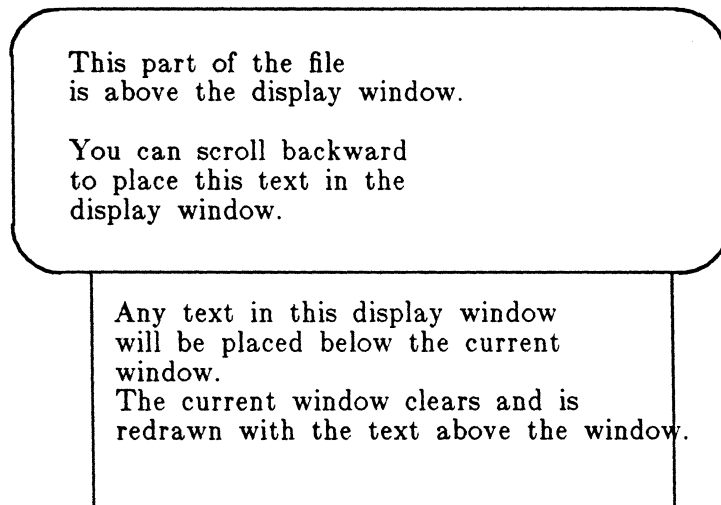 This part of the file
is above the display window.
You can scroll backward
to place this text in the
display window.
Any text in this display window
will be placed below the current
window.
The current window clears and is
redrawn with the text above the window.